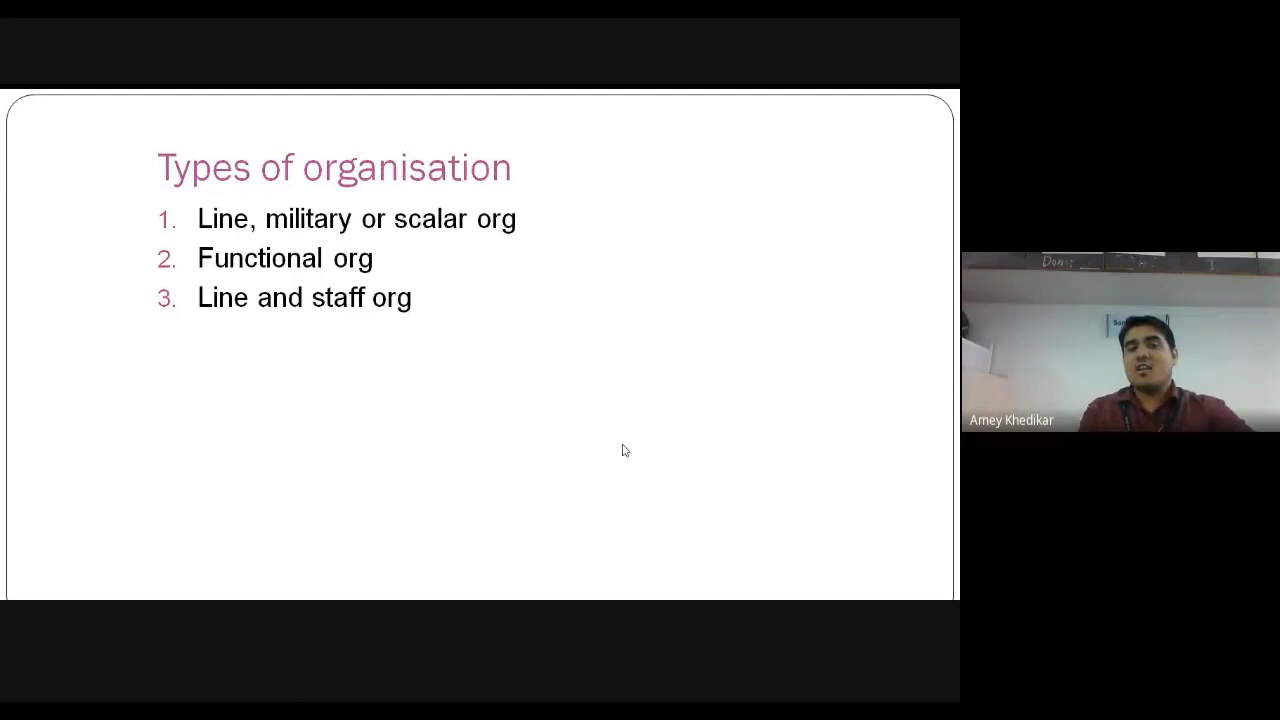 Types of organisation
1. Line, military or scalar org
2. Functional org
3. Line and staff org
Amey Khedikar